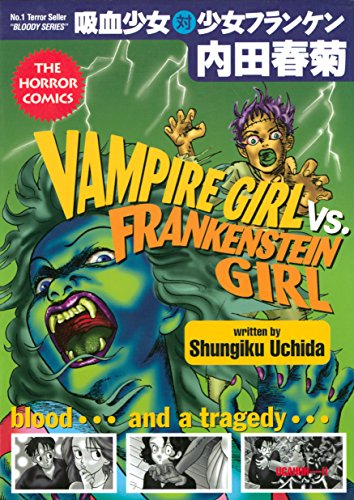 No.1 Terror Seller
"BLOODY SERIES"
吸血少女対少女フランケン
内田春菊
THE
HORROR
COMICS
VAMPIRE GIRL vs.
FRANKENSTEIN
GIRL
written by
Shungiku Uchida
blood・・・ and a tragedy・・・